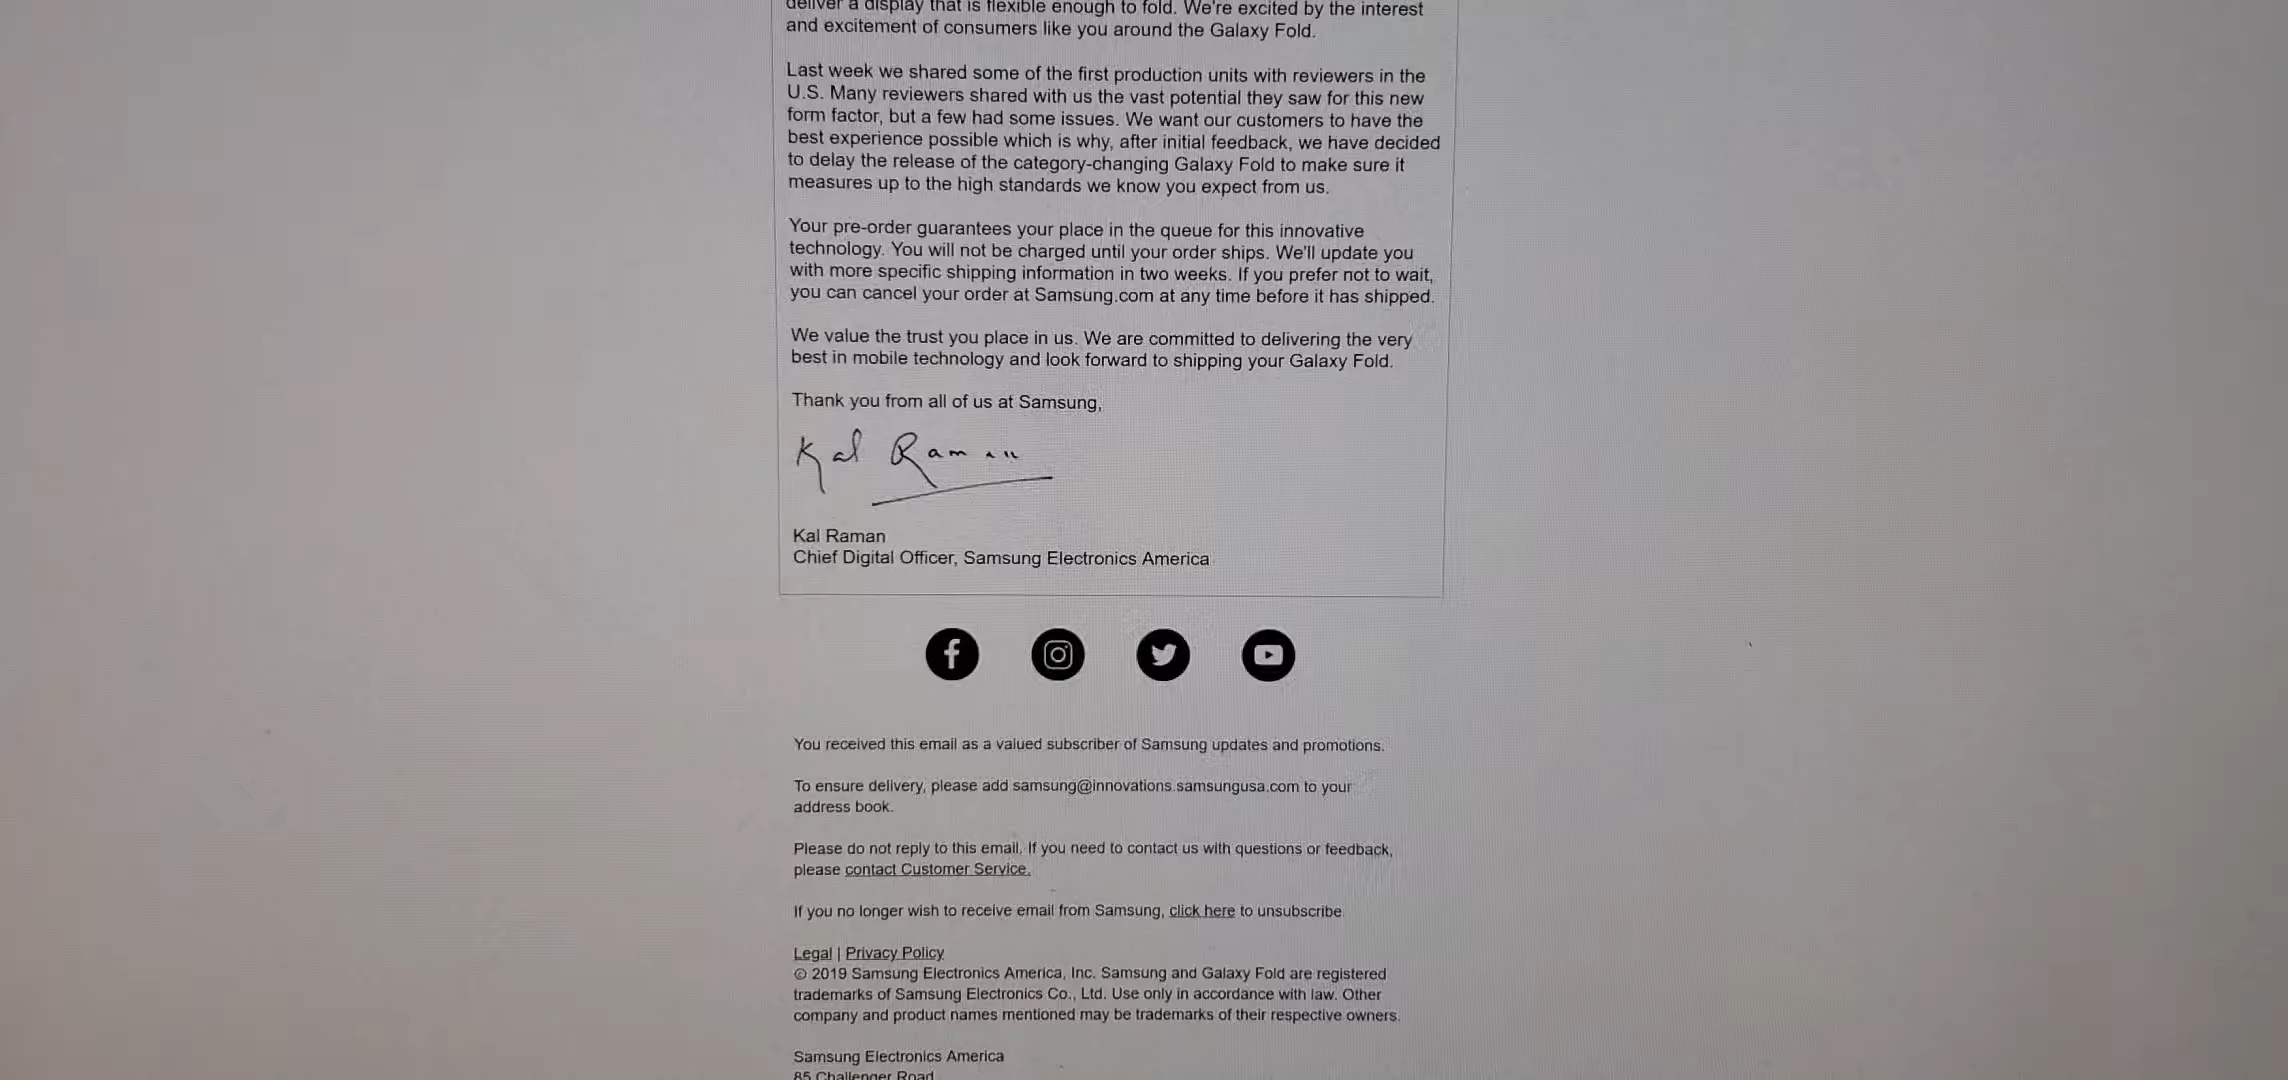 deliver a display that is flexible enough to fold. We're excited by the interest
and excitement of consumers like you around the Galaxy Fold.
Last week we shared some of the first production units with reviewers in the
U.S. Many reviewers shared with us the vast potential they saw for this new
form factor, but a few had some issues. We want our customers to have the
best experience possible which is why, after initial feedback, we have decided
to delay the release of the category-changing Galaxy Fold to make sure it
measures up to the high standards we know you expect from us.
Your pre-order guarantees your place in the queue for this innovative
technology. You will not be charged until your order ships. We'll update you
with more specific shipping information in two weeks. If you prefer not to wait,
you can cancel your order at Samsung.com at any time before it has shipped.
We value the trust you place in us. We are committed to delivering the very
best in mobile technology and look forward to shipping your Galaxy Fold.
Thank you from all of us at Samsung,
Kal Raman
Kal Raman
Chief Digital Officer, Samsung Electronics America
You received this email as a valued subscriber of Samsung updates and promotions.
To ensure delivery, please add samsung@innovations.samsungusa.com to your
address book.
Please do not reply to this email. If you need to contact us with questions or feedback,
please contact Customer Service.
If you no longer wish to receive email from Samsung, click here to unsubscribe.
Legal | Privacy Policy
© 2019 Samsung Electronics America, Inc. Samsung and Galaxy Fold are registered
trademarks of Samsung Electronics Co., Ltd. Use only in accordance with law. Other
company and product names mentioned may be trademarks of their respective owners.
Samsung Electronics America
85 Challenger Road